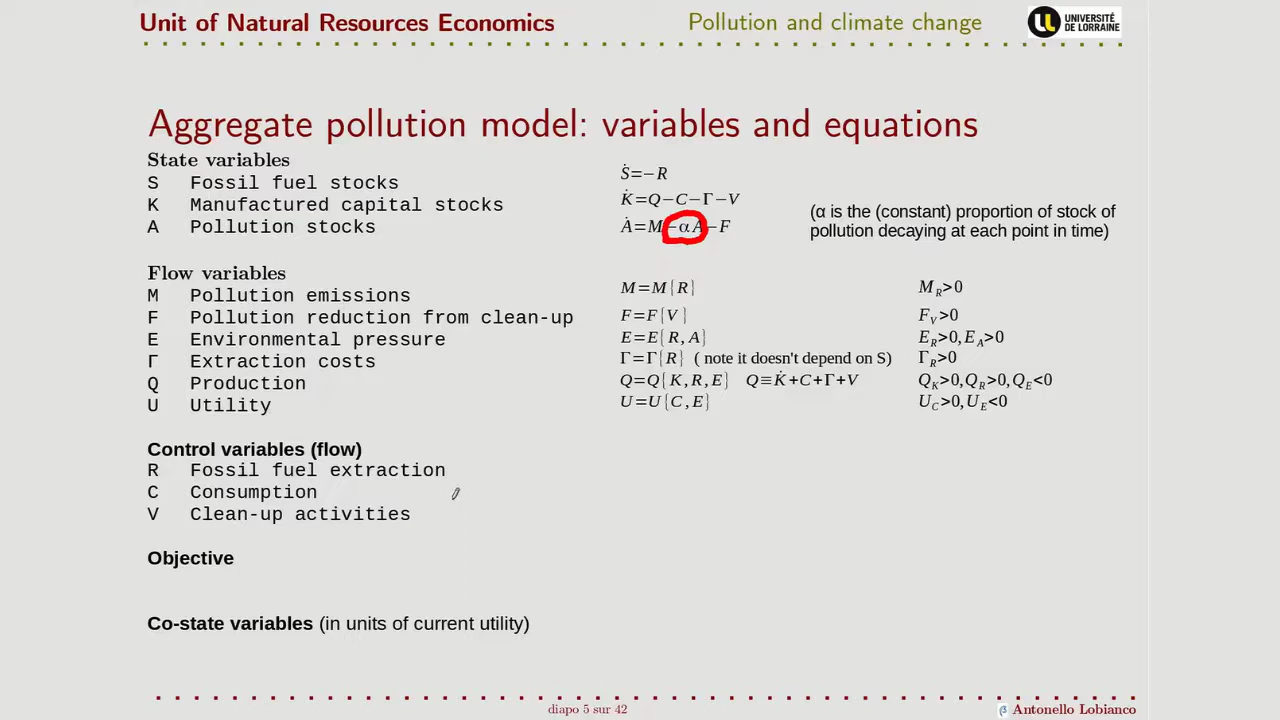 Unit of Natural Resources Economics
Pollution and climate change
UNIVERSITÉ
DE LORRAINE
Aggregate pollution model: variables and equations
State variables
S Fossil fuel stocks
Ṡ=−R
K Manufactured capital stocks
K̇=Q−C−Γ−V
A Pollution stocks
Ȧ=M−αA−F
(α is the (constant) proportion of stock of
pollution decaying at each point in time)
Flow variables
M Pollution emissions
M=M{R}
M_R>0
F Pollution reduction from clean-up
F=F{V}
F_V>0
E Environmental pressure
E=E{R,A}
E_R>0,E_A>0
Γ Extraction costs
Γ=Γ{R} ( note it doesn't depend on S)
Γ_R>0
Q Production
Q=Q{K,R,E} Q≡K̇+C+Γ+V
Q_K>0,Q_R>0,Q_E<0
U Utility
U=U{C,E}
U_C>0,U_E<0
Control variables (flow)
R Fossil fuel extraction
C Consumption
V Clean-up activities
Objective
Co-state variables (in units of current utility)
diapo 5 sur 42
Antonello Lobianco